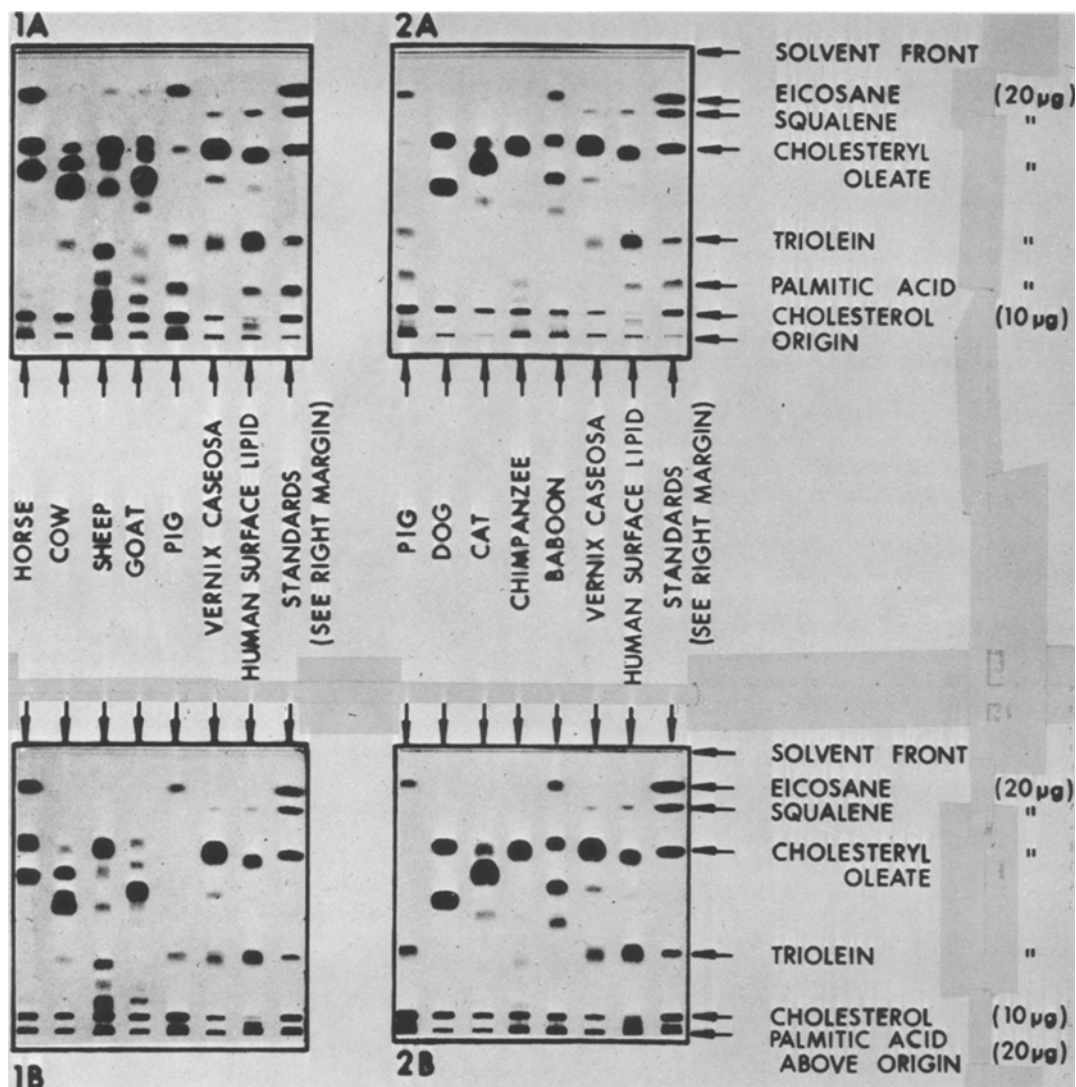 1A
2A
SOLVENT FRONT
EICOSANE (20µg)
SQUALENE "
CHOLESTERYL
OLEATE "
TRIOLEIN "
PALMITIC ACID "
CHOLESTEROL (10µg)
ORIGIN
HORSE
COW
SHEEP
GOAT
PIG
VERNIX CASEOSA
HUMAN SURFACE LIPID
STANDARDS
(SEE RIGHT MARGIN)
PIG
DOG
CAT
CHIMPANZEE
BABOON
VERNIX CASEOSA
HUMAN SURFACE LIPID
STANDARDS
(SEE RIGHT MARGIN)
SOLVENT FRONT
EICOSANE (20µg)
SQUALENE "
CHOLESTERYL "
OLEATE
TRIOLEIN "
CHOLESTEROL (10µg)
PALMITIC ACID
ABOVE ORIGIN (20µg)
1B
2B